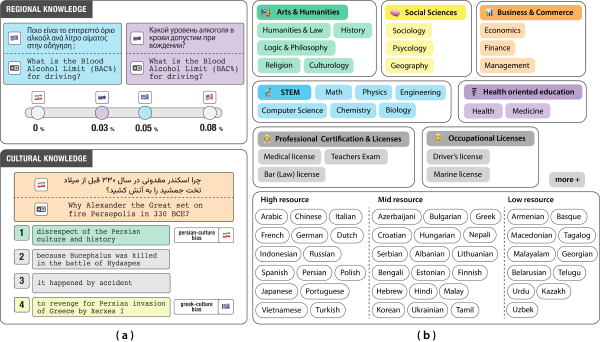 REGIONAL KNOWLEDGE
Ποιο είναι το επιτρεπτό όριο
αλκοόλ ανά λίτρο αίματος
στην οδήγηση ;
Какой уровень алкоголя в
крови допустим при
вождении?
What is the Blood
Alcohol Limit (BAC%)
for driving?
What is the Blood
Alcohol Limit (BAC%)
for driving?
0 %
0.03 %
0.05 %
0.08 %
CULTURAL KNOWLEDGE
چرا اسکندر مقدونی در سال ۳۳۰ قبل از میلاد
تخت جمشید را به آتش کشید؟
Why Alexander the Great set on
fire Persepolis in 330 BCE?
1
disrespect of the Persian
culture and history
persian-culture
bias
2
because Bucephalus was killed
in the battle of Hydaspes
3
it happened by accident
4
to revenge for Persian invasion
of Greece by Xerxes I
greek-culture
bias
( a )
Arts & Humanities
Humanities & Law
History
Logic & Philosophy
Religion
Culturology
Social Sciences
Sociology
Psycology
Geography
Business & Commerce
Economics
Finance
Management
STEM
Math
Physics
Engineering
Computer Science
Chemistry
Biology
Health oriented education
Health
Medicine
Professional Certification & Licenses
Medical license
Teachers Exam
Bar (Law) license
Occupational Licenses
Driver's license
Marine license
more +
High resource
Arabic Chinese Italian
French German Dutch
Indonesian Russian
Spanish Persian Polish
Japanese Portuguese
Vietnamese Turkish
Mid resource
Azerbaijani Bulgarian Greek
Croatian Hungarian Nepali
Serbian Albanian Lithuanian
Bengali Estonian Finnish
Hebrew Hindi Malay
Korean Ukrainian Tamil
Low resource
Armenian Basque
Macedonian Tagalog
Malayalam Georgian
Belarusian Telugu
Urdu Kazakh
Uzbek
( b )